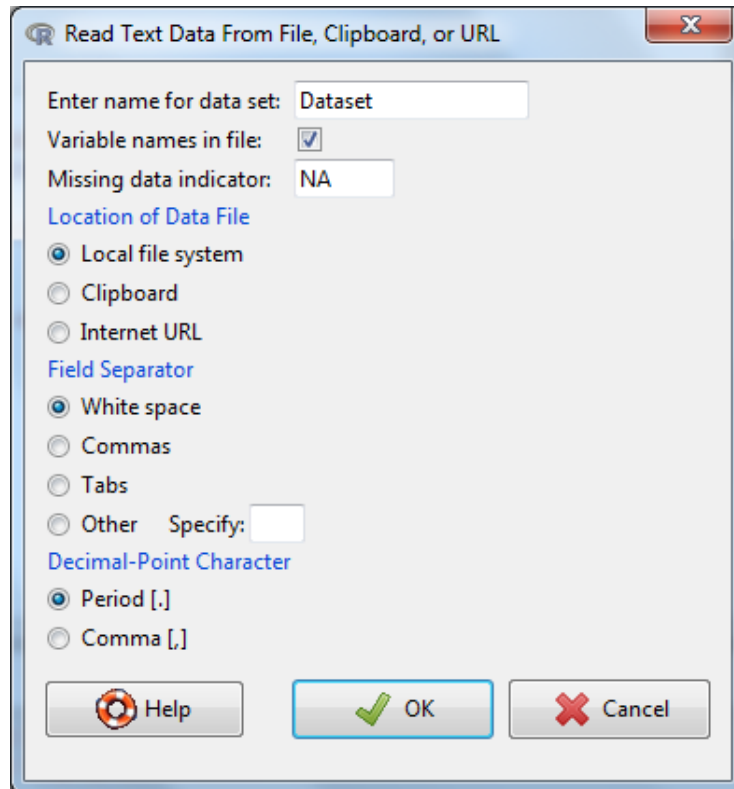 Read Text Data From File, Clipboard, or URL
Enter name for data set: Dataset
Variable names in file:
Missing data indicator: NA
Location of Data File
Local file system
Clipboard
Internet URL
Field Separator
White space
Commas
Tabs
Other Specify:
Decimal-Point Character
Period [.]
Comma [,]
Help OK Cancel